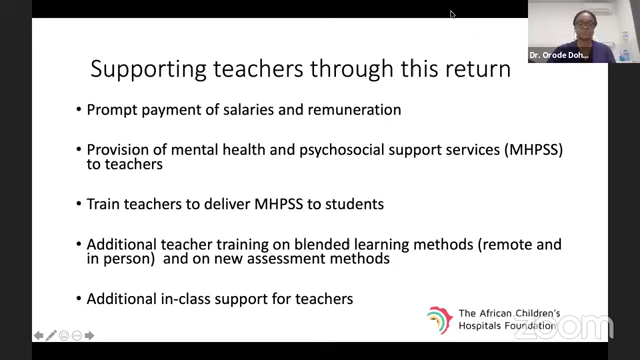 Dr. Orode Doh...
Supporting teachers through this return
• Prompt payment of salaries and remuneration
• Provision of mental health and psychosocial support services (MHPSS)
to teachers
• Train teachers to deliver MHPSS to students
• Additional teacher training on blended learning methods (remote and
in person) and on new assessment methods
• Additional in-class support for teachers
The African Children's
Hospitals Foundation
zoom